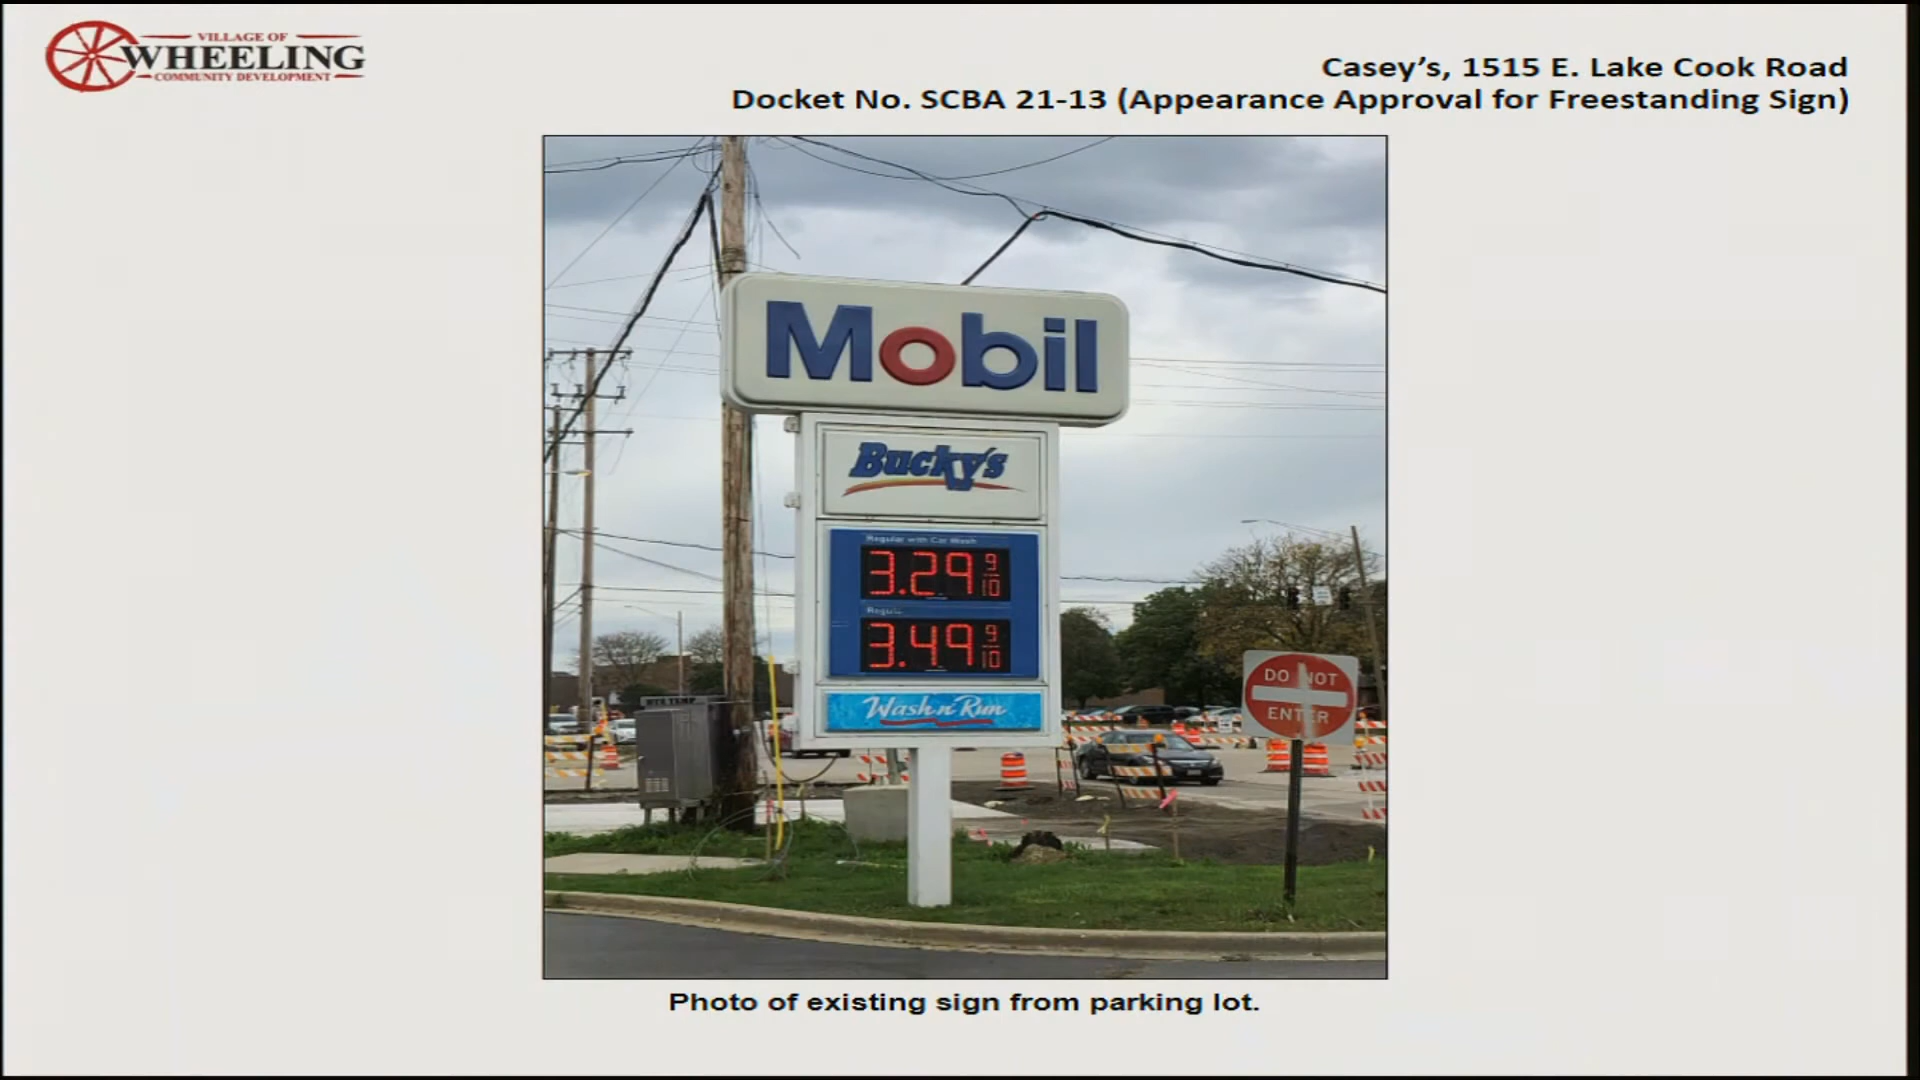 VILLAGE OF
WHEELING
COMMUNITY DEVELOPMENT
Casey's, 1515 E. Lake Cook Road
Docket No. SCBA 21-13 (Appearance Approval for Freestanding Sign)
Mobil
Bucky's
Regular with Car Wash
3.29 9/10
Regular
3.49 9/10
Wash n' Run
DO NOT
ENTER
Photo of existing sign from parking lot.